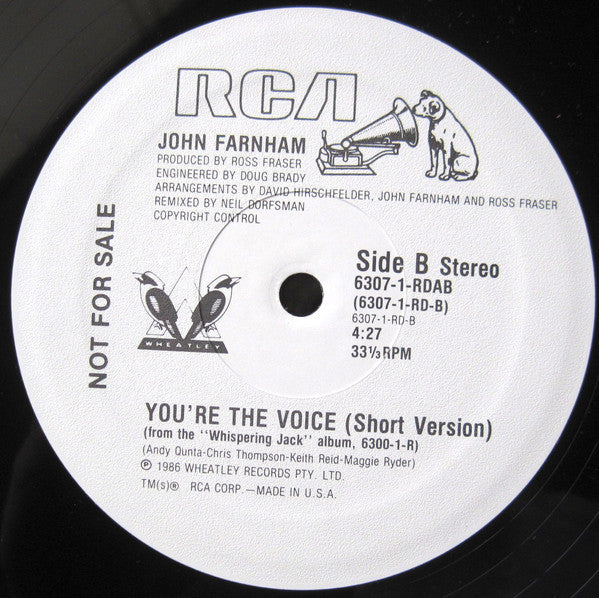 RCA
JOHN FARNHAM
PRODUCED BY ROSS FRASER
ENGINEERED BY DOUG BRADY
ARRANGEMENTS BY DAVID HIRSCHFELDER, JOHN FARNHAM AND ROSS FRASER
REMIXED BY NEIL DORFSMAN
COPYRIGHT CONTROL
NOT FOR SALE
WHEATLEY
Side B Stereo
6307-1-RDAB
(6307-1-RD-B)
6307-1-RD-B
4:27
33⅓ RPM
YOU'RE THE VOICE (Short Version)
(from the "Whispering Jack" album, 6300-1-R)
(Andy Qunta-Chris Thompson-Keith Reid-Maggie Ryder)
℗ 1986 WHEATLEY RECORDS PTY. LTD.
TM(s)® RCA CORP.—MADE IN U.S.A.